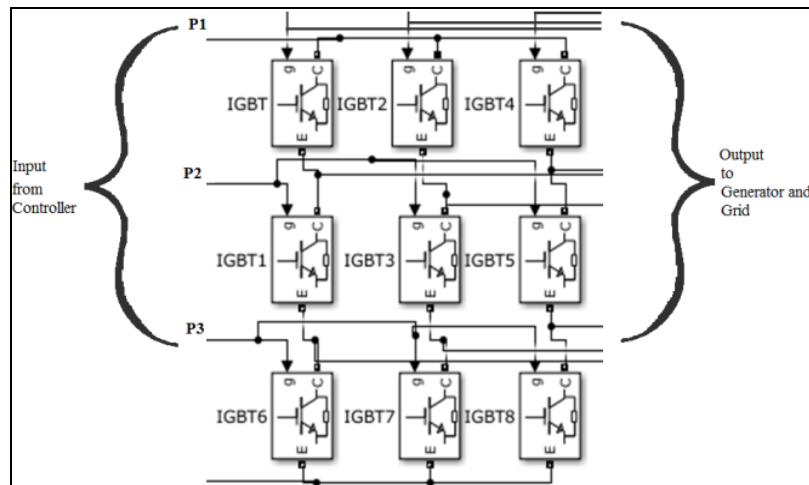 P1
g C
g C
g C
IGBT
IGBT2
IGBT4
E
E
E
Input
from
Controller
P2
Output
to
Generator and
Grid
g C
g C
g C
IGBT1
IGBT3
IGBT5
E
E
E
P3
g C
g C
g C
IGBT6
IGBT7
IGBT8
E
E
E